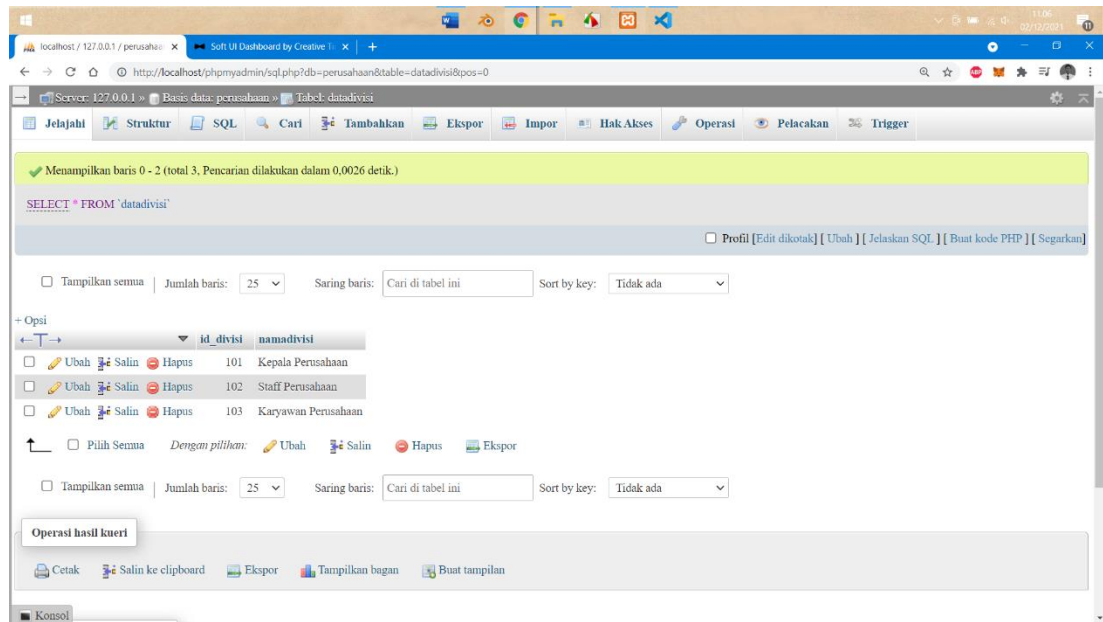 11:06
02/12/2021
localhost / 127.0.0.1 / perusahaa
Soft UI Dashboard by Creative Ti
http://localhost/phpmyadmin/sql.php?db=perusahaan&table=datadivisi&pos=0
Server: 127.0.0.1 » Basis data: perusahaan » Tabel: datadivisi
Jelajahi Struktur SQL Cari Tambahkan Ekspor Impor Hak Akses Operasi Pelacakan Trigger
Menampilkan baris 0 - 2 (total 3, Pencarian dilakukan dalam 0,0026 detik.)
SELECT * FROM `datadivisi`
Profil [Edit dikotak] [ Ubah ] [ Jelaskan SQL ] [ Buat kode PHP ] [ Segarkan]
Tampilkan semua | Jumlah baris: 25 Saring baris: Cari di tabel ini Sort by key: Tidak ada
+ Opsi
←T→ id_divisi namadivisi
Ubah Salin Hapus 101 Kepala Perusahaan
Ubah Salin Hapus 102 Staff Perusahaan
Ubah Salin Hapus 103 Karyawan Perusahaan
Pilih Semua Dengan pilihan: Ubah Salin Hapus Ekspor
Tampilkan semua | Jumlah baris: 25 Saring baris: Cari di tabel ini Sort by key: Tidak ada
Operasi hasil kueri
Cetak Salin ke clipboard Ekspor Tampilkan bagan Buat tampilan
Konsol